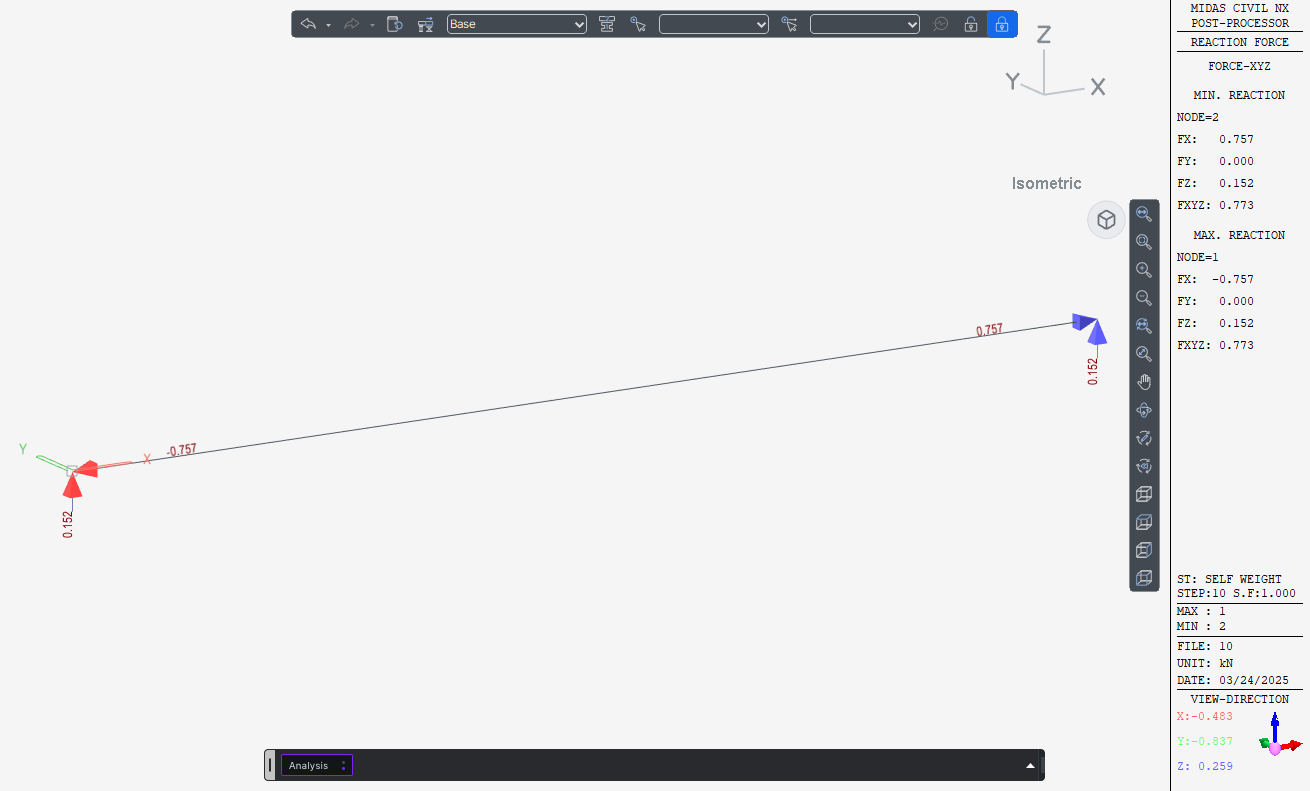 Base
Z
Y
X
Isometric
0.757
0.152
Y
X
-0.757
0.152
Analysis
MIDAS CIVIL NX
POST-PROCESSOR
REACTION FORCE
FORCE-XYZ
MIN. REACTION
NODE=2
FX: 0.757
FY: 0.000
FZ: 0.152
FXYZ: 0.773
MAX. REACTION
NODE=1
FX: -0.757
FY: 0.000
FZ: 0.152
FXYZ: 0.773
ST: SELF WEIGHT
STEP:10 S.F:1.000
MAX : 1
MIN : 2
FILE: 10
UNIT: kN
DATE: 03/24/2025
VIEW-DIRECTION
X:-0.483
Y:-0.837
Z: 0.259